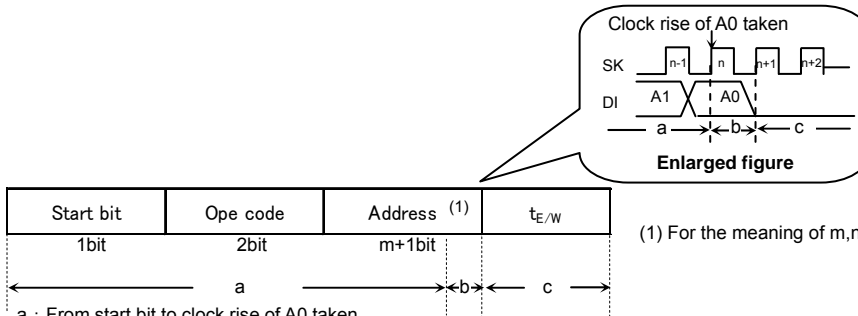 Clock rise of A0 taken
SK n-1 n n+1 n+2
DI A1 A0
a b c
Enlarged figure
Start bit Ope code Address (1) tE/W
1bit 2bit m+1bit
(1) For the meaning of m,n
a b c
a : From start bit to clock rise of A0 taken